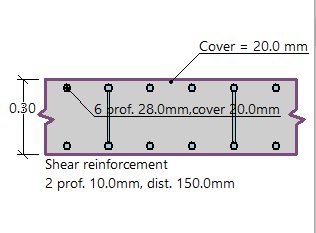 Cover = 20.0 mm
0.30
6 prof. 28.0mm,cover 20.0mm
Shear reinforcement
2 prof. 10.0mm, dist. 150.0mm